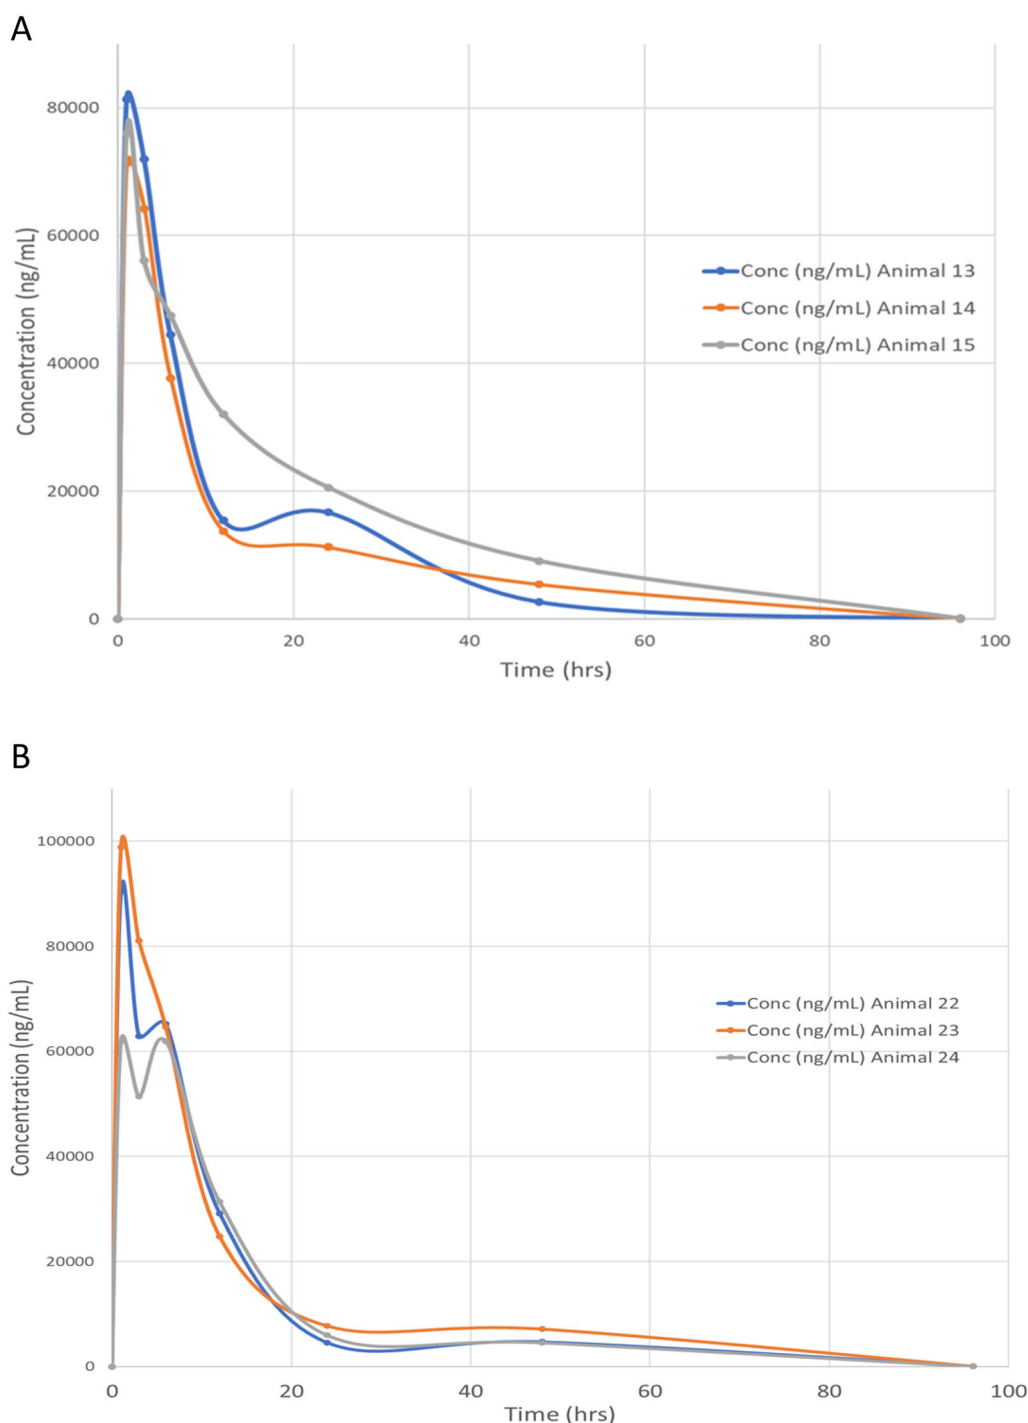 A
80000
60000
40000
20000
0
Concentration (ng/mL)
Conc (ng/mL) Animal 13
Conc (ng/mL) Animal 14
Conc (ng/mL) Animal 15
0 20 40 60 80 100
Time (hrs)
B
100000
80000
60000
40000
20000
0
Concentration (ng/mL)
Conc (ng/mL) Animal 22
Conc (ng/mL) Animal 23
Conc (ng/mL) Animal 24
0 20 40 60 80 100
Time (hrs)